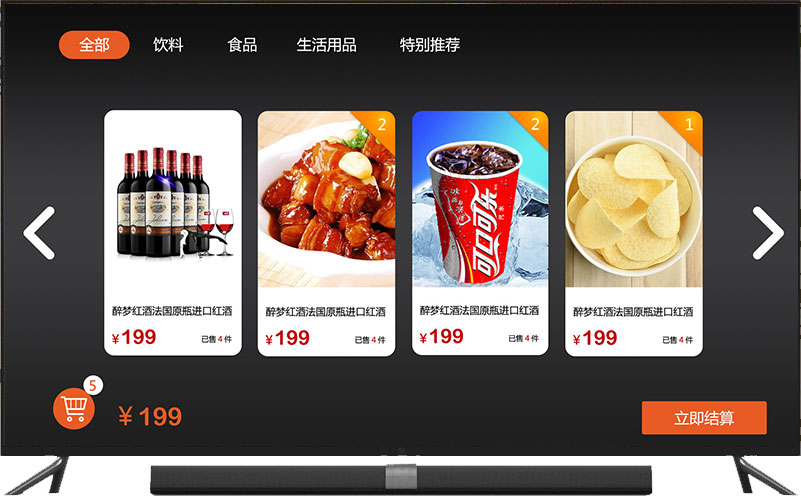 全部 饮料 食品 生活用品 特别推荐
2
2
1
可口可乐
醉梦红酒法国原瓶进口红酒
¥199 已售 4 件
醉梦红酒法国原瓶进口红酒
¥199 已售 4 件
醉梦红酒法国原瓶进口红酒
¥199 已售 4 件
醉梦红酒法国原瓶进口红酒
¥199 已售 4 件
5
¥ 199
立即结算